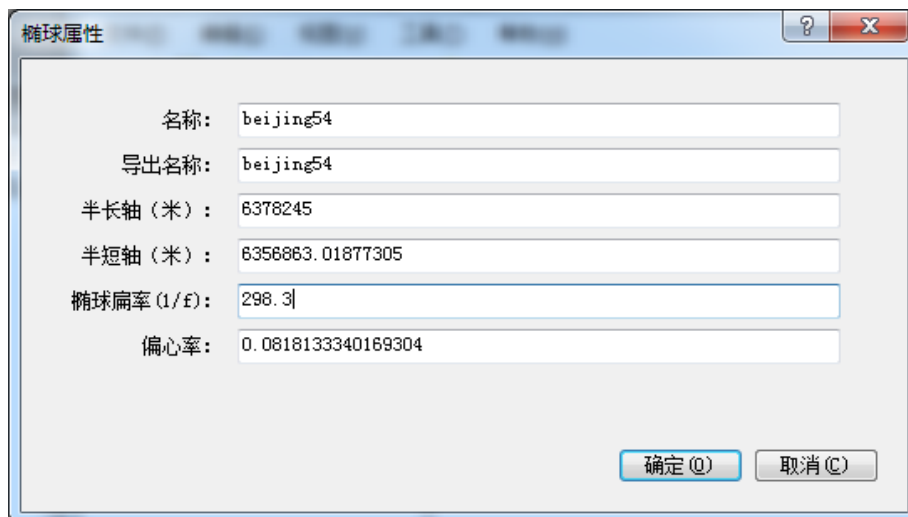 椭球属性
名称: beijing54
导出名称: beijing54
半长轴（米）: 6378245
半短轴（米）: 6356863.01877305
椭球扁率(1/f): 298.3
偏心率: 0.0818133340169304
确定(O) 取消(C)